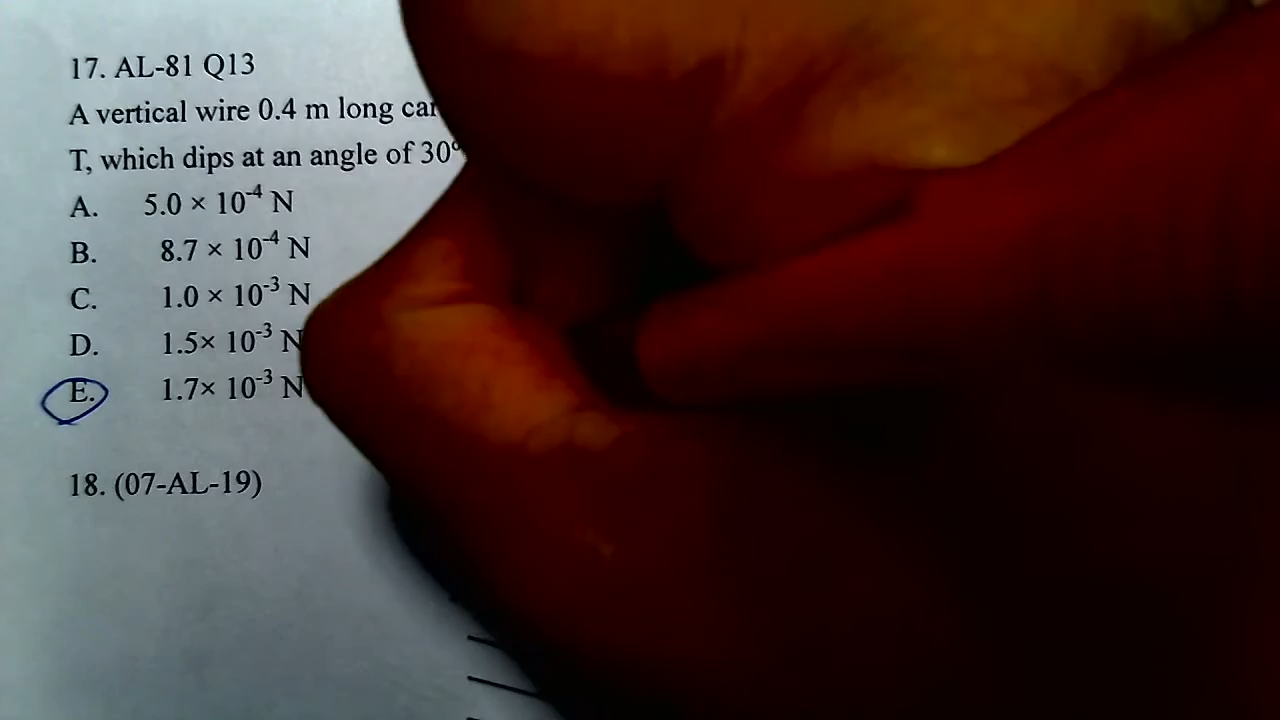 17. AL-81 Q13
A vertical wire 0.4 m long
T, which dips at an angle of 30°
A. 5.0 × 10⁻⁴ N
B. 8.7 × 10⁻⁴ N
C. 1.0 × 10⁻³ N
D. 1.5× 10⁻³ N
E. 1.7× 10⁻³ N
18. (07-AL-19)